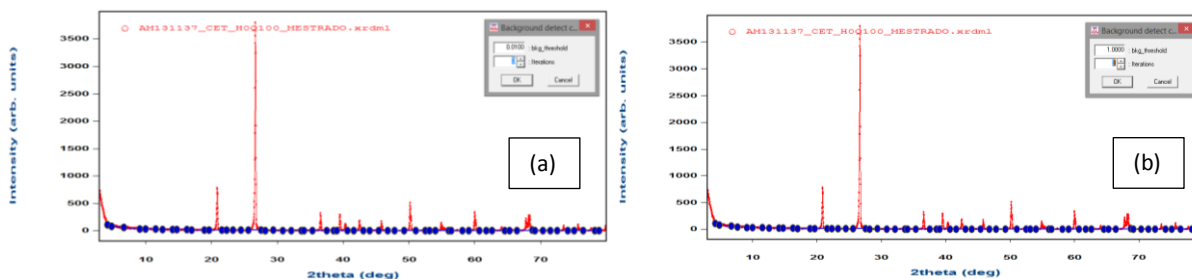 AM131137_CET_H00100_MESTRADO.xrdml
Background detect c...
0.0100 : bkg_threshold
: Iterations
OK Cancel
3500
3000
2500
2000
1500
1000
500
0
Intensity (arb. units)
(a)
10 20 30 40 50 60 70
2theta (deg)
AM131137_CET_H00100_MESTRADO.xrdml
Background detect c...
1.0000 : bkg_threshold
: Iterations
OK Cancel
3500
3000
2500
2000
1500
1000
500
0
Intensity (arb. units)
(b)
10 20 30 40 50 60 70
2theta (deg)